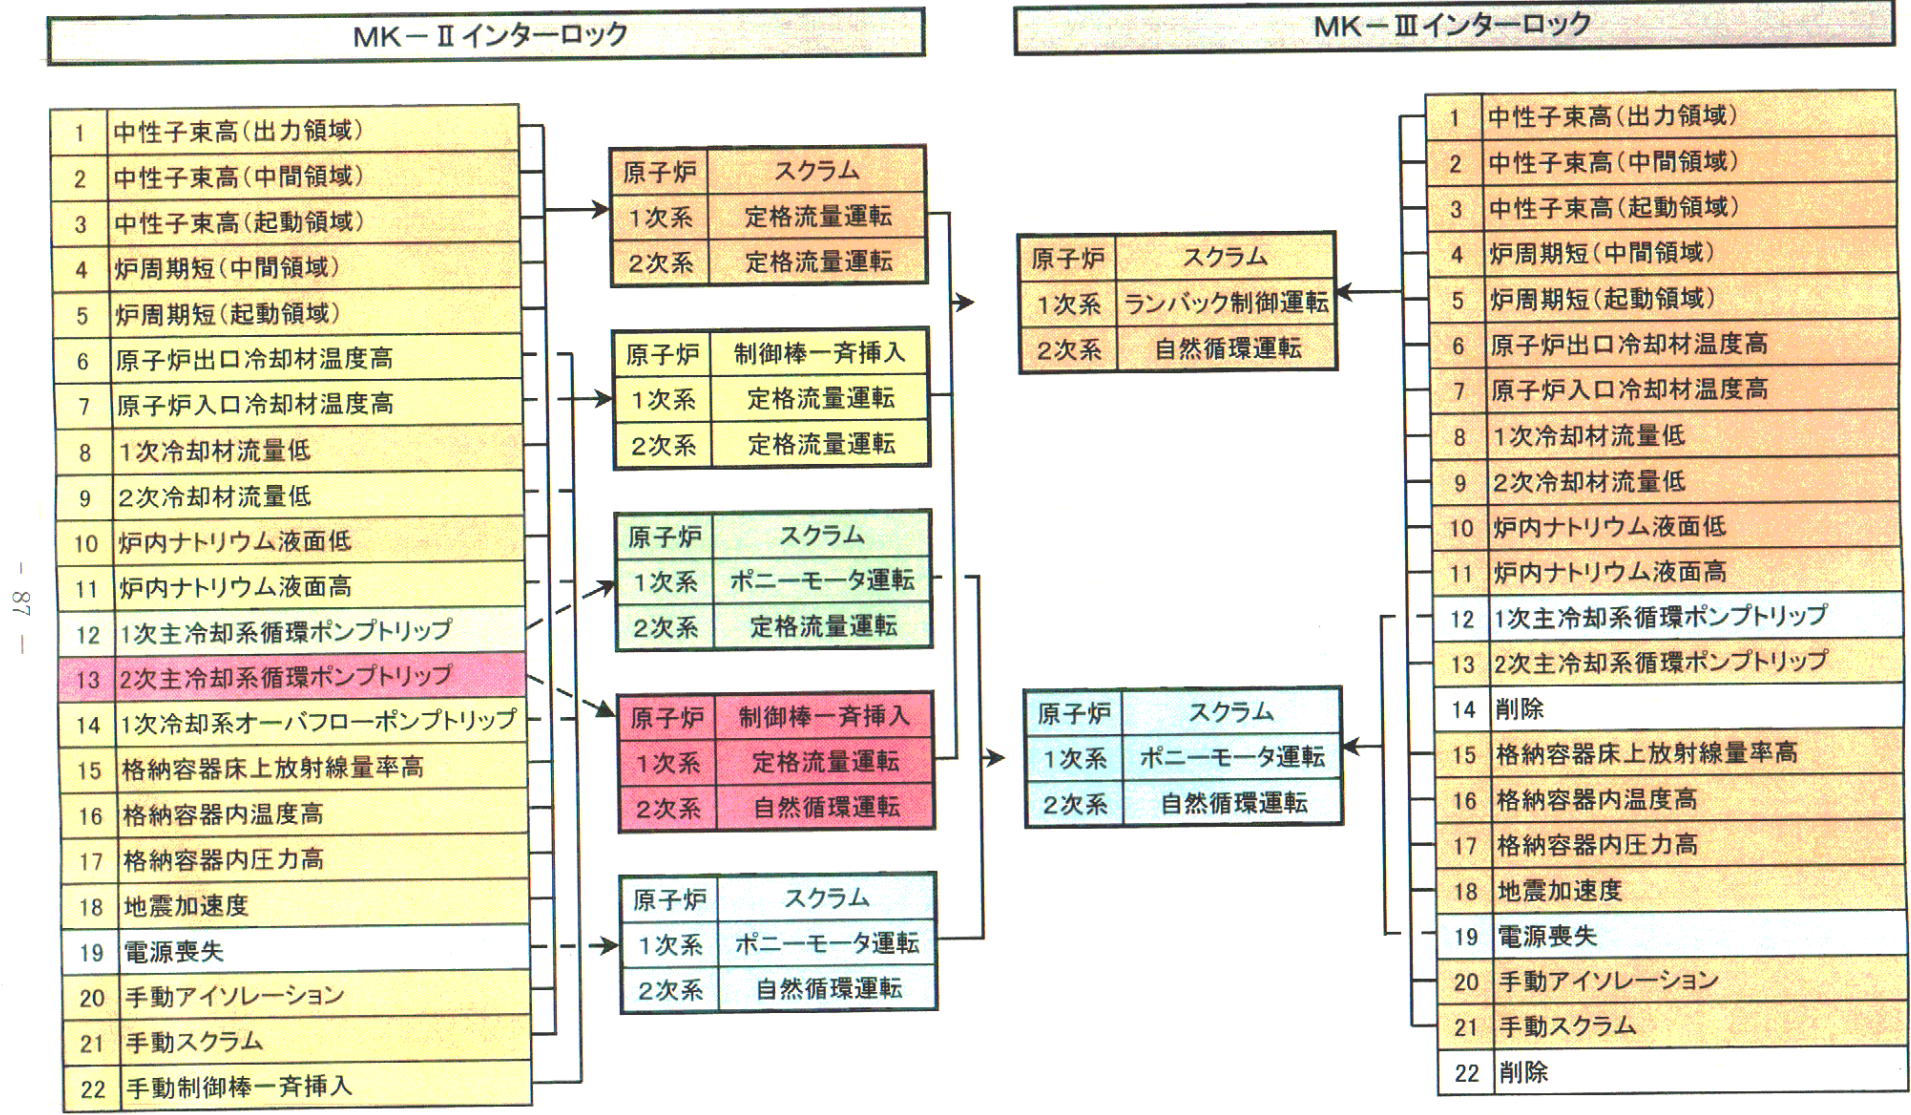 MK-Ⅱインターロック
1 中性子束高(出力領域)
2 中性子束高(中間領域)
3 中性子束高(起動領域)
4 炉周期短(中間領域)
5 炉周期短(起動領域)
6 原子炉出口冷却材温度高
7 原子炉入口冷却材温度高
8 1次冷却材流量低
9 2次冷却材流量低
10 炉内ナトリウム液面低
11 炉内ナトリウム液面高
12 1次主冷却系循環ポンプトリップ
13 2次主冷却系循環ポンプトリップ
14 1次冷却系オーバフローポンプトリップ
15 格納容器床上放射線量率高
16 格納容器内温度高
17 格納容器内圧力高
18 地震加速度
19 電源喪失
20 手動アイソレーション
21 手動スクラム
22 手動制御棒一斉挿入
原子炉 スクラム
1次系 定格流量運転
2次系 定格流量運転
原子炉 制御棒一斉挿入
1次系 定格流量運転
2次系 定格流量運転
原子炉 スクラム
1次系 ポニーモータ運転
2次系 定格流量運転
原子炉 制御棒一斉挿入
1次系 定格流量運転
2次系 自然循環運転
原子炉 スクラム
1次系 ポニーモータ運転
2次系 自然循環運転
MK-Ⅲインターロック
原子炉 スクラム
1次系 ランバック制御運転
2次系 自然循環運転
原子炉 スクラム
1次系 ポニーモータ運転
2次系 自然循環運転
1 中性子束高(出力領域)
2 中性子束高(中間領域)
3 中性子束高(起動領域)
4 炉周期短(中間領域)
5 炉周期短(起動領域)
6 原子炉出口冷却材温度高
7 原子炉入口冷却材温度高
8 1次冷却材流量低
9 2次冷却材流量低
10 炉内ナトリウム液面低
11 炉内ナトリウム液面高
12 1次主冷却系循環ポンプトリップ
13 2次主冷却系循環ポンプトリップ
14 削除
15 格納容器床上放射線量率高
16 格納容器内温度高
17 格納容器内圧力高
18 地震加速度
19 電源喪失
20 手動アイソレーション
21 手動スクラム
22 削除
- 87 -